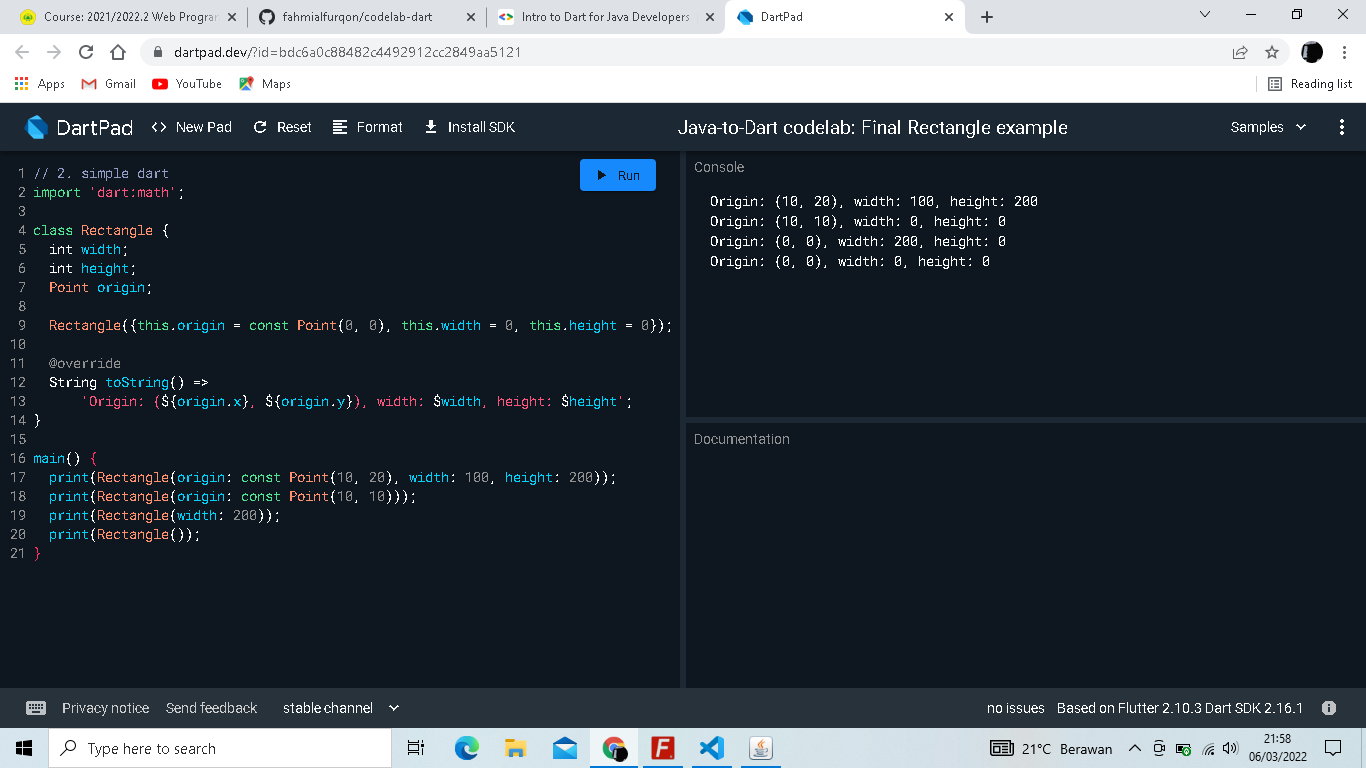 Course: 2021/2022.2 Web Progran
fahmialfurqon/codelab-dart
Intro to Dart for Java Developers
DartPad
dartpad.dev/?id=bdc6a0c88482c4492912cc2849aa5121
Apps Gmail YouTube Maps Reading list
DartPad <> New Pad Reset Format Install SDK Java-to-Dart codelab: Final Rectangle example Samples
Run
1 // 2. simple dart
2 import 'dart:math';
3
4 class Rectangle {
5 int width;
6 int height;
7 Point origin;
8
9 Rectangle({this.origin = const Point(0, 0), this.width = 0, this.height = 0});
10
11 @override
12 String toString() =>
13 'Origin: (${origin.x}, ${origin.y}), width: $width, height: $height';
14 }
15
16 main() {
17 print(Rectangle(origin: const Point(10, 20), width: 100, height: 200));
18 print(Rectangle(origin: const Point(10, 10)));
19 print(Rectangle(width: 200));
20 print(Rectangle());
21 }
Console
Origin: (10, 20), width: 100, height: 200
Origin: (10, 10), width: 0, height: 0
Origin: (0, 0), width: 200, height: 0
Origin: (0, 0), width: 0, height: 0
Documentation
Privacy notice Send feedback stable channel no issues Based on Flutter 2.10.3 Dart SDK 2.16.1
Type here to search
21°C Berawan
21:58
06/03/2022